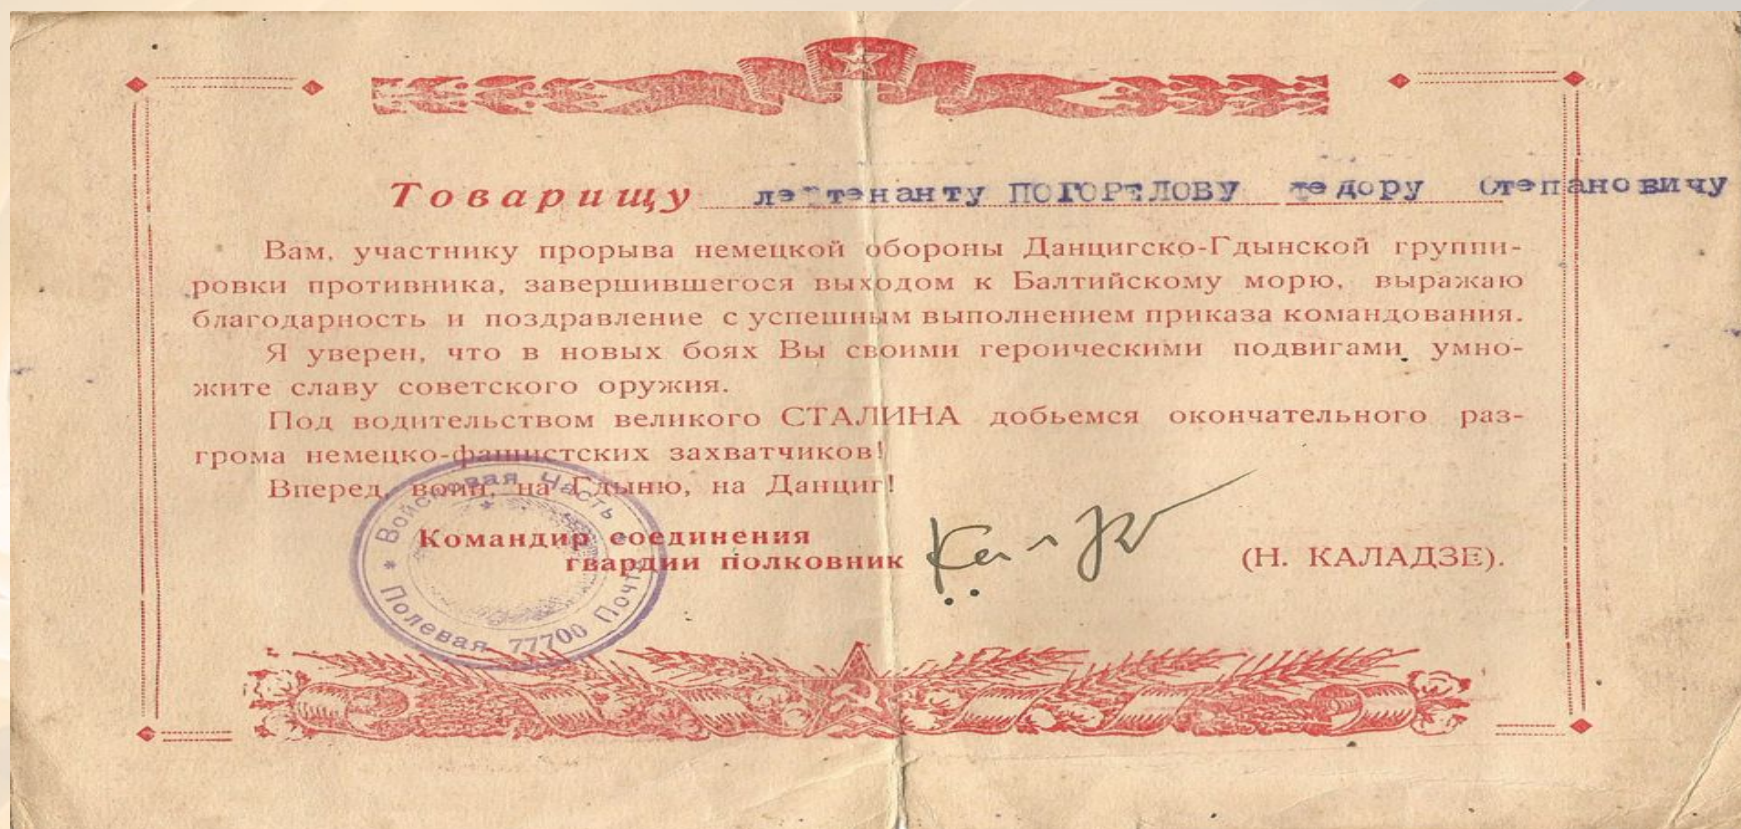 Товарищу лейтенанту ПОГОРЕЛОВУ Федору Степановичу
Вам, участнику прорыва немецкой обороны Данцигско-Гдынской группи-
ровки противника, завершившегося выходом к Балтийскому морю, выражаю
благодарность и поздравление с успешным выполнением приказа командования.
Я уверен, что в новых боях Вы своими героическими подвигами умно-
жите славу советского оружия.
Под водительством великого СТАЛИНА добьемся окончательного раз-
грома немецко-фашистских захватчиков!
Вперед, воин, на Гдыню, на Данциг!
Командир соединения
гвардии полковник
(Н. КАЛАДЗЕ).
* Войсковая Часть *
Полевая 77700 Почта